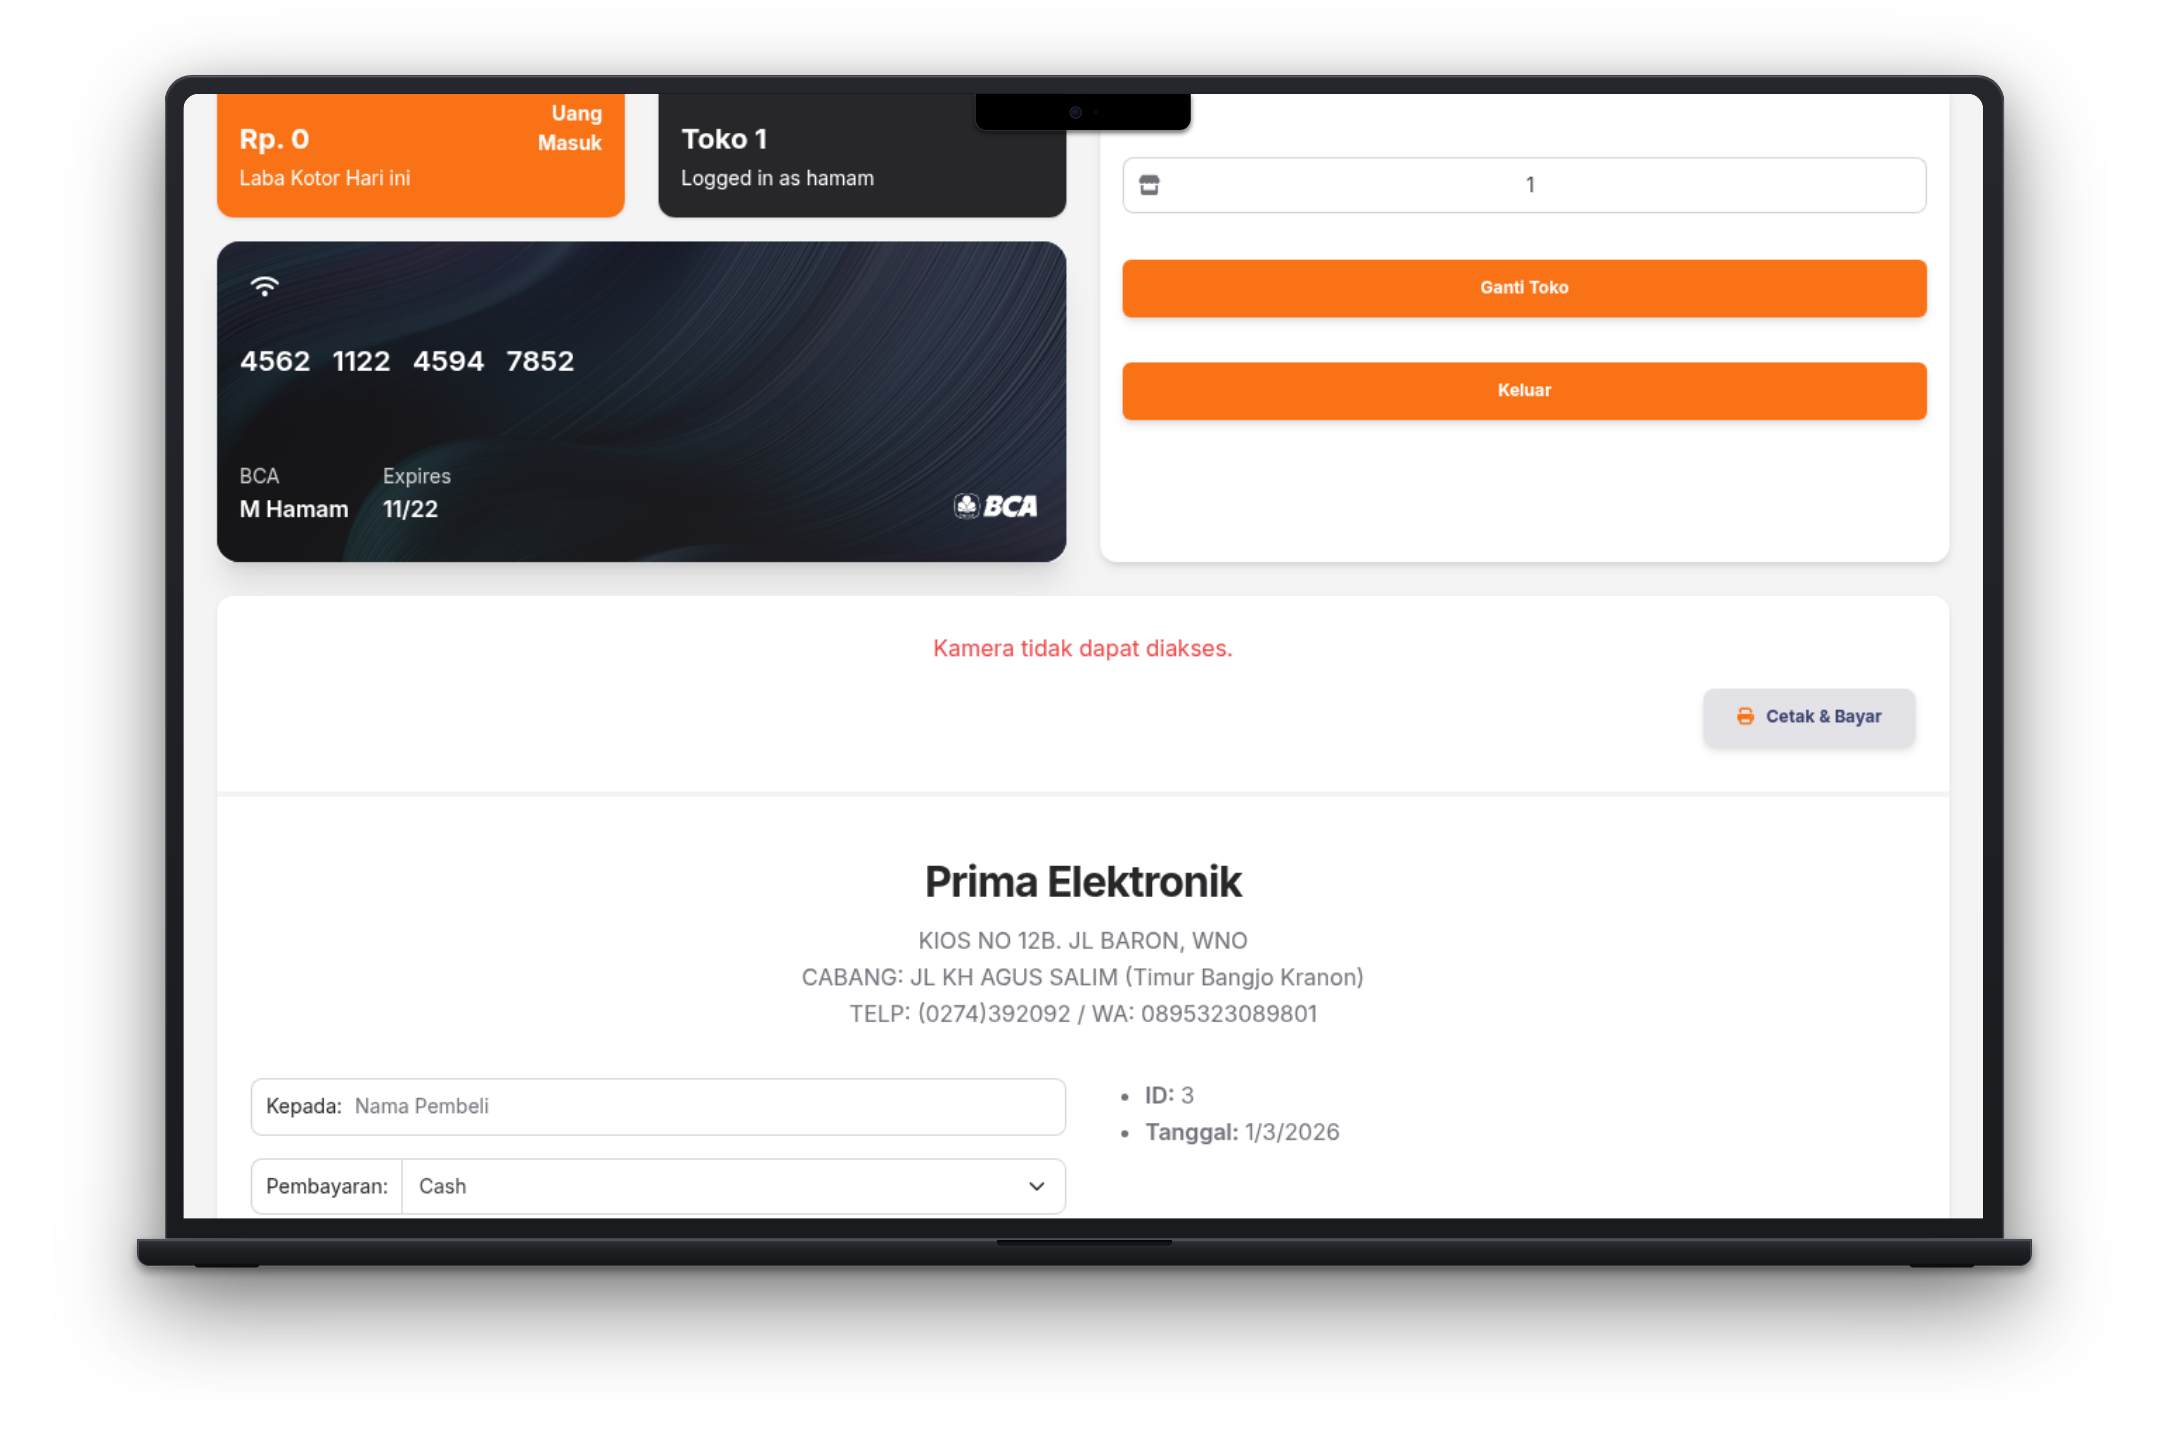 Uang
Masuk
Rp. 0
Laba Kotor Hari ini
Toko 1
Logged in as hamam
1
Ganti Toko
Keluar
4562 1122 4594 7852
BCA Expires
M Hamam 11/22
BCA
Kamera tidak dapat diakses.
Cetak & Bayar
Prima Elektronik
KIOS NO 12B. JL BARON, WNO
CABANG: JL KH AGUS SALIM (Timur Bangjo Kranon)
TELP: (0274)392092 / WA: 0895323089801
Kepada: Nama Pembeli
Pembayaran: Cash
• ID: 3
• Tanggal: 1/3/2026